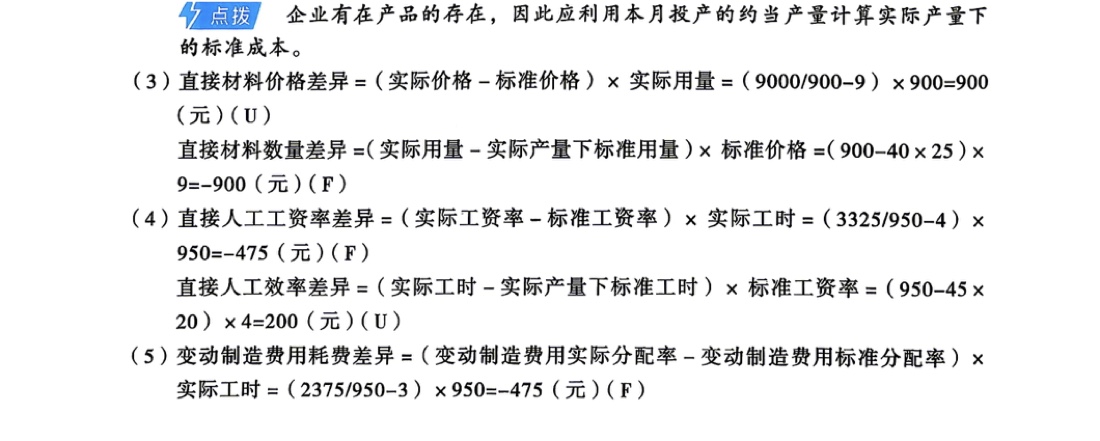 点拨 企业有在产品的存在，因此应利用本月投产的约当产量计算实际产量下
的标准成本。
（3）直接材料价格差异=（实际价格-标准价格）× 实际用量=（9000/900-9）×900=900
（元）（U）
直接材料数量差异=（实际用量-实际产量下标准用量）× 标准价格=（900-40×25）×
9=-900（元）（F）
（4）直接人工工资率差异=（实际工资率-标准工资率）× 实际工时=（3325/950-4）×
950=-475（元）（F）
直接人工效率差异=（实际工时-实际产量下标准工时）× 标准工资率=（950-45×
20）×4=200（元）（U）
（5）变动制造费用耗费差异=（变动制造费用实际分配率-变动制造费用标准分配率）×
实际工时=（2375/950-3）×950=-475（元）（F）